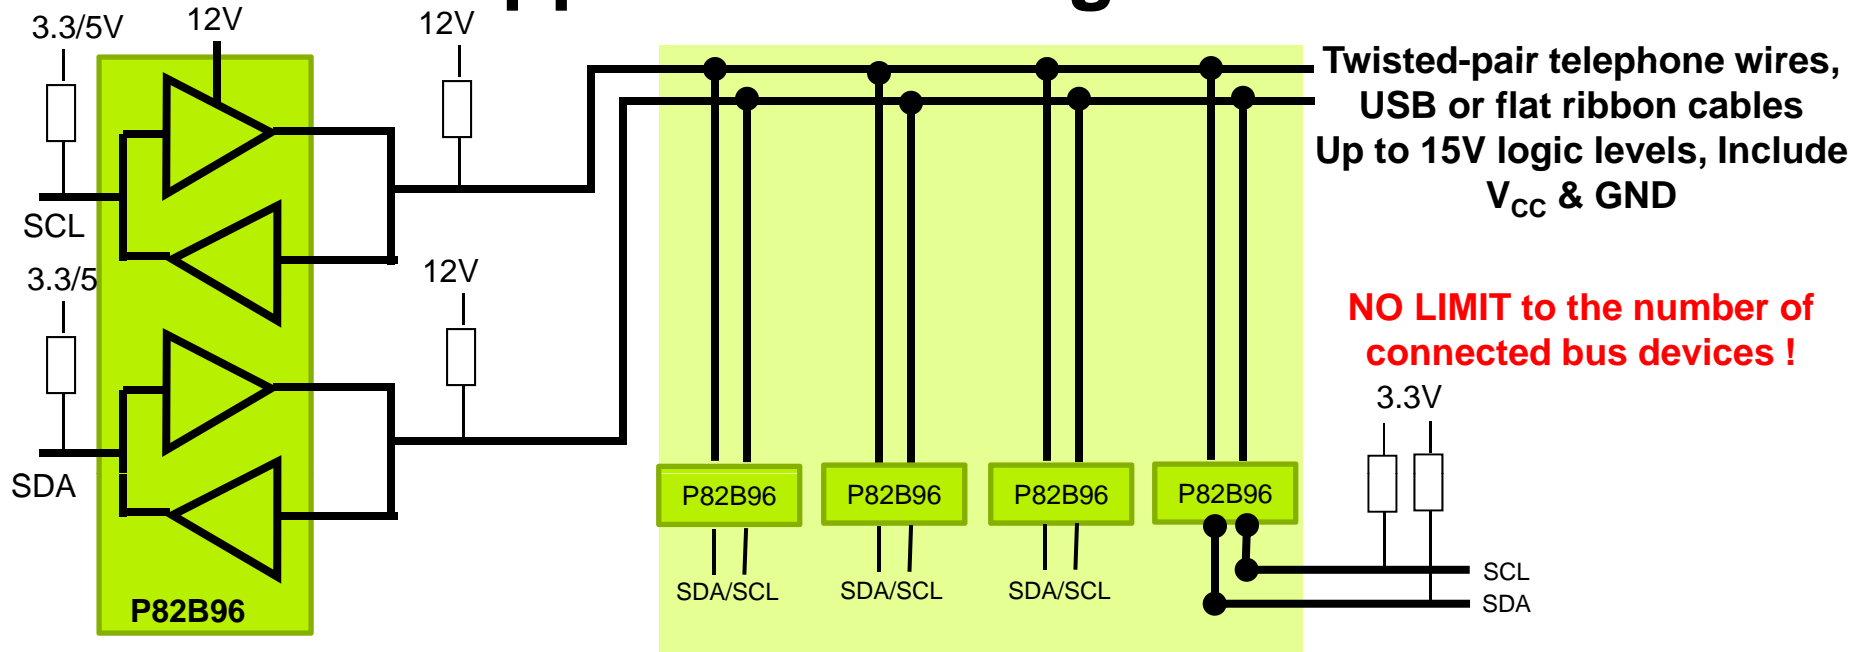 3.3/5V
12V
12V
SCL
3.3/5
12V
SDA
P82B96
Twisted-pair telephone wires,
USB or flat ribbon cables
Up to 15V logic levels, Include
VCC & GND
NO LIMIT to the number of
connected bus devices !
3.3V
P82B96
P82B96
P82B96
P82B96
SDA/SCL
SDA/SCL
SDA/SCL
SCL
SDA